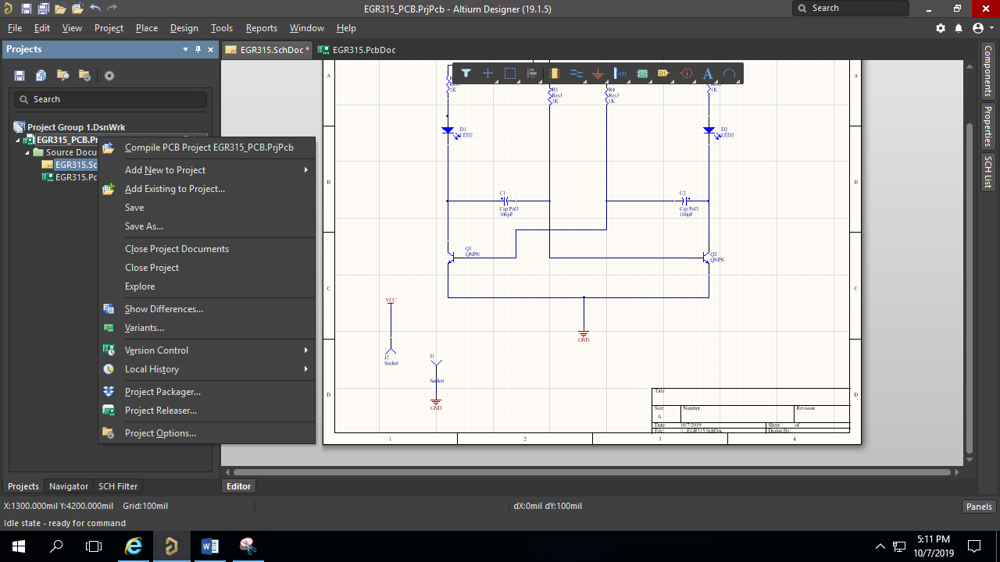 EGR315_PCB.PrjPcb - Altium Designer (19.1.5)
Search
File Edit View Project Place Design Tools Reports Window Help
Projects
EGR315.SchDoc *
EGR315.PcbDoc
Search
Project Group 1.DsnWrk
EGR315_PCB.Pr
Source Docu
EGR315.Sc
EGR315.Pc
Compile PCB Project EGR315_PCB.PrjPcb
Add New to Project
Add Existing to Project...
Save
Save As...
Close Project Documents
Close Project
Explore
Show Differences...
Variants...
Version Control
Local History
Project Packager...
Project Releaser...
Project Options...
A
A
Res3
1K
R3
Res3
1K
R4
Res3
1K
Res3
1K
D1
LED2
D2
LED2
B
B
C1
Cap Pol3
100pF
C2
Cap Pol3
100pF
Q1
QNPN
Q2
QNPN
C
C
VCC
GND
J2
Socket
J1
Socket
GND
D
D
Title
Size
Number
Revision
A
Date: 10/7/2019
Sheet of
File: \..\EGR315.SchDoc
Drawn By:
1 2 3 4
Components
Properties
SCH List
Projects Navigator SCH Filter
Editor
X:1300.000mil Y:4200.000mil Grid:100mil
dX:0mil dY:100mil
Panels
Idle state - ready for command
5:11 PM
10/7/2019